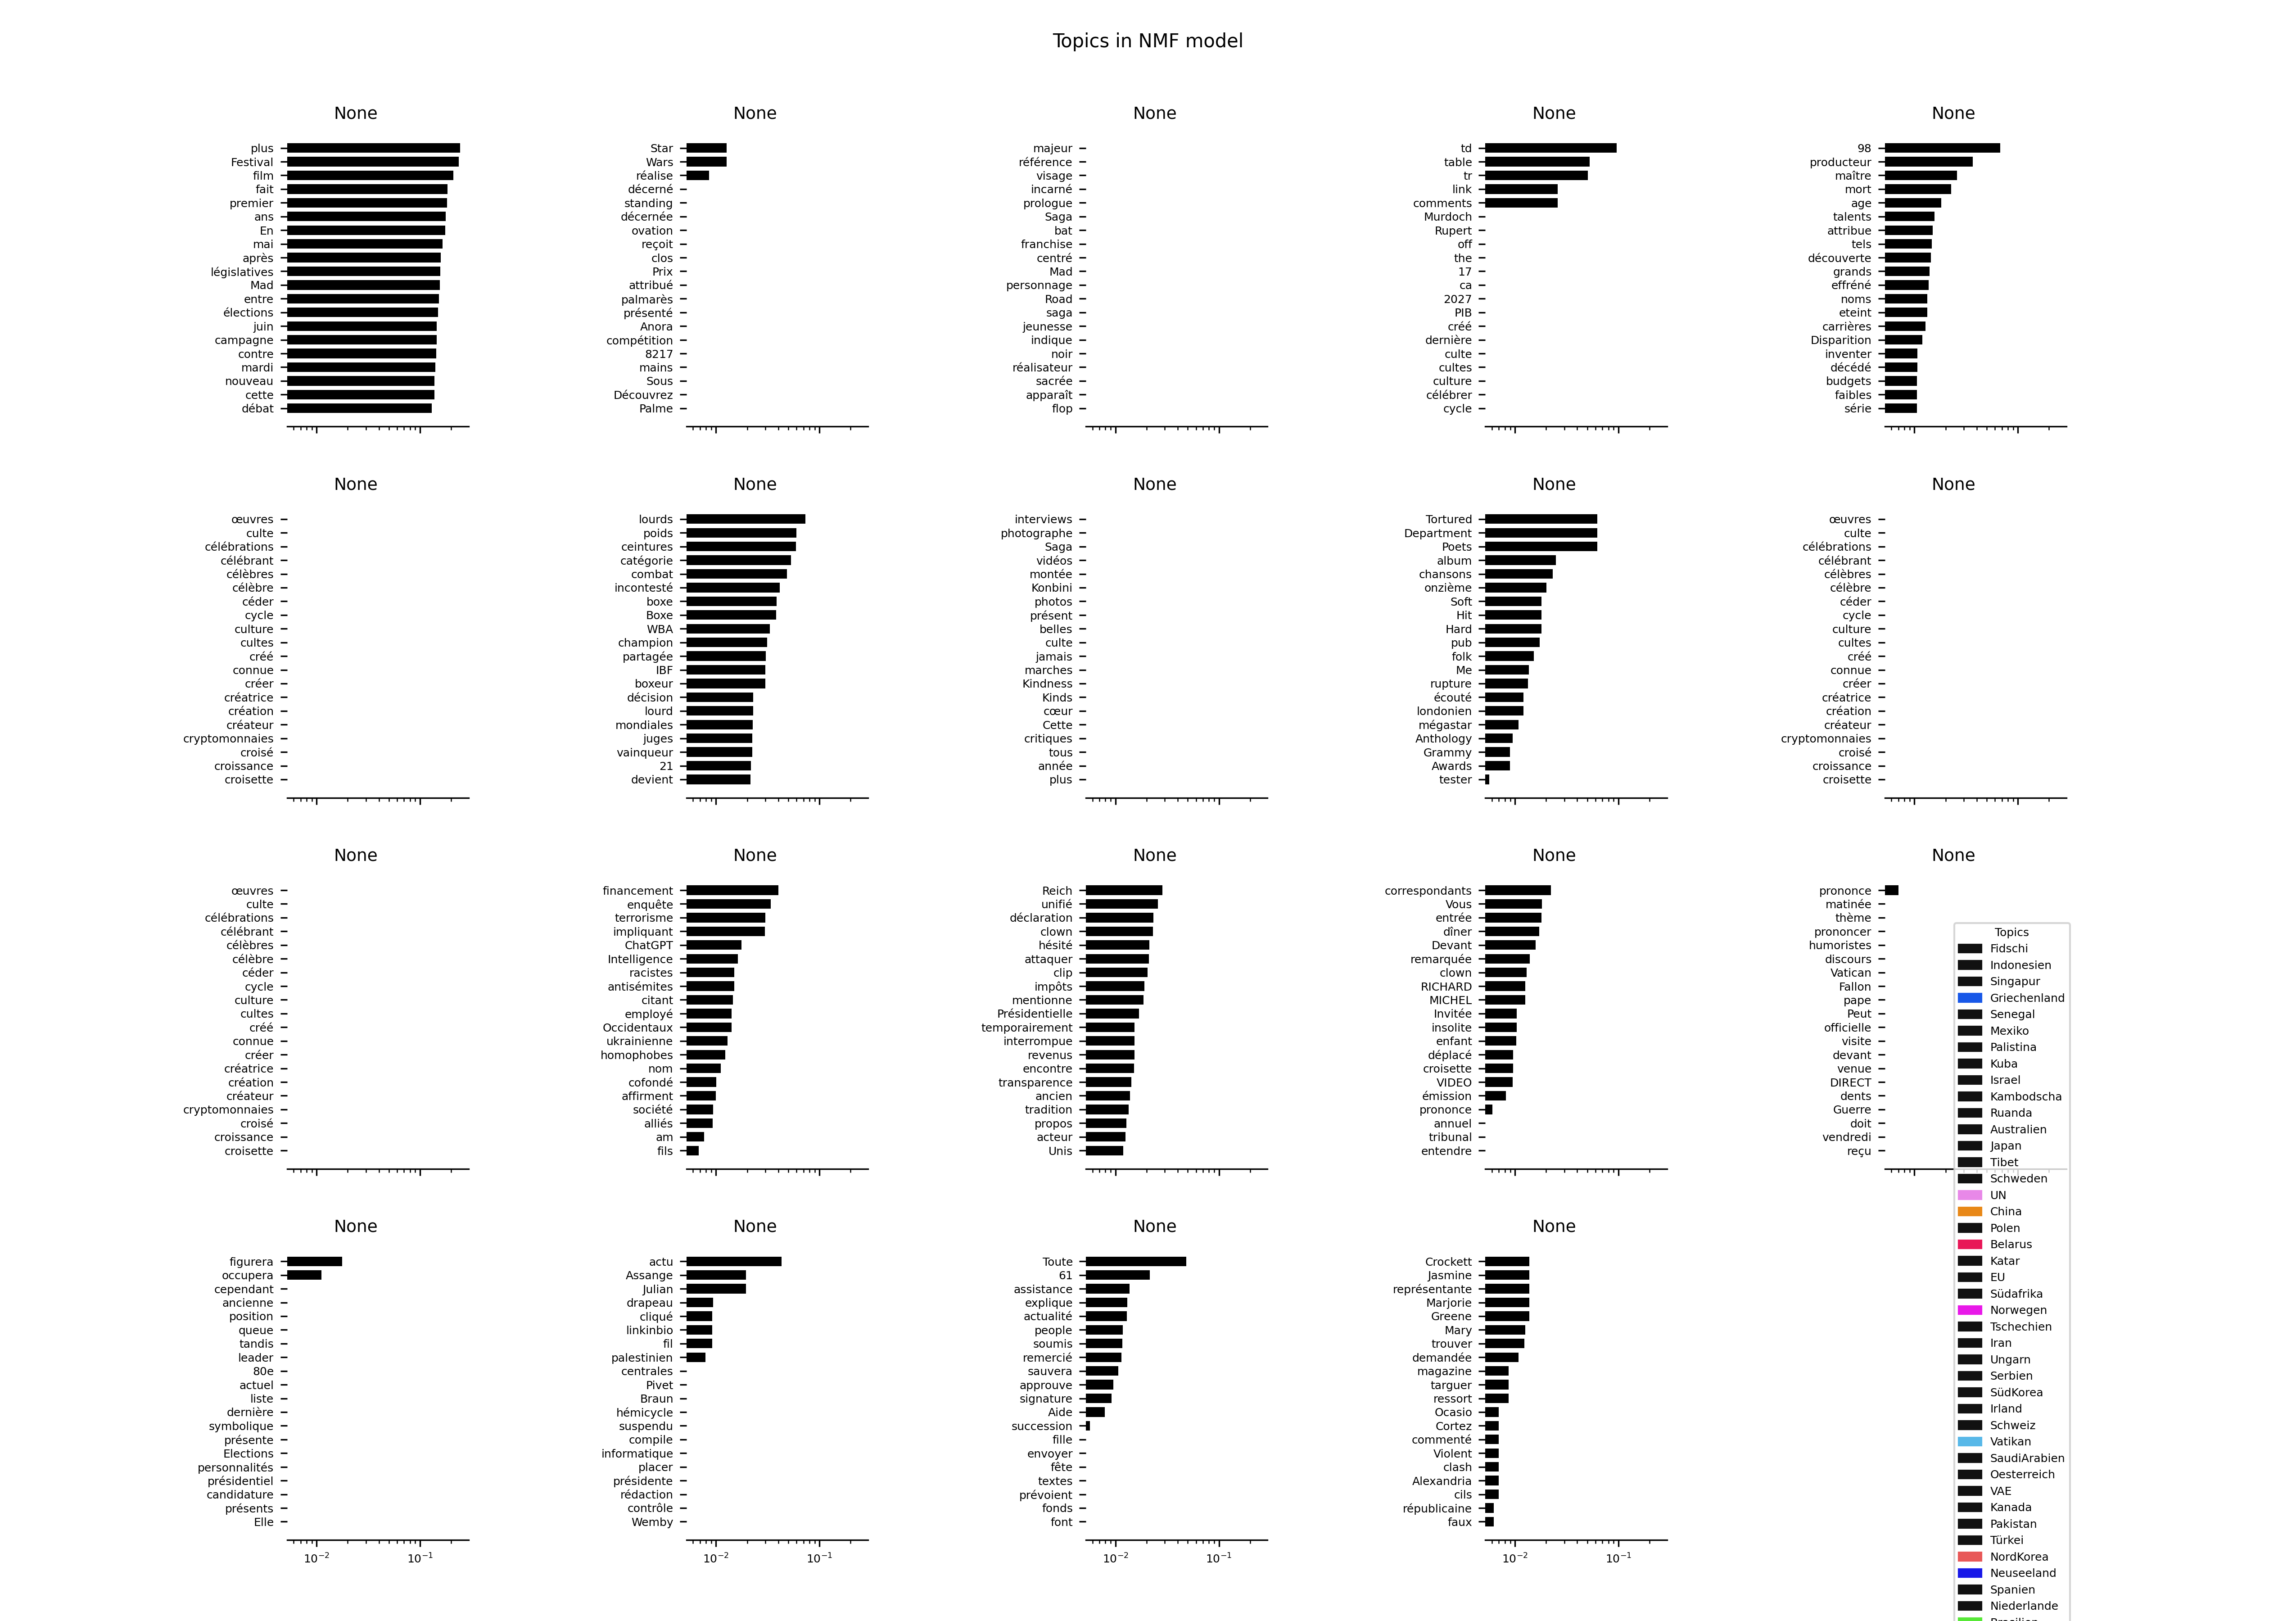 Topics in NMF model
None
plus
Festival
film
fait
premier
ans
En
mai
après
législatives
Mad
entre
élections
juin
campagne
contre
mardi
nouveau
cette
débat
None
Star
Wars
réalise
décerné
standing
décernée
ovation
reçoit
clos
Prix
attribué
palmarès
présenté
Anora
compétition
8217
mains
Sous
Découvrez
Palme
None
majeur
référence
visage
incarné
prologue
Saga
bat
franchise
centré
Mad
personnage
Road
saga
jeunesse
indique
noir
réalisateur
sacrée
apparaît
flop
None
td
table
tr
link
comments
Murdoch
Rupert
off
the
17
ca
2027
PIB
créé
dernière
culte
cultes
culture
célébrer
cycle
None
98
producteur
maître
mort
age
talents
attribue
tels
découverte
grands
effréné
noms
eteint
carrières
Disparition
inventer
décédé
budgets
faibles
série
None
œuvres
culte
célébrations
célébrant
célèbres
célèbre
céder
cycle
culture
cultes
créé
connue
créer
créatrice
création
créateur
cryptomonnaies
croisé
croissance
croisette
None
lourds
poids
ceintures
catégorie
combat
incontesté
boxe
Boxe
WBA
champion
partagée
IBF
boxeur
décision
lourd
mondiales
juges
vainqueur
21
devient
None
interviews
photographe
Saga
vidéos
montée
Konbini
photos
présent
belles
culte
jamais
marches
Kindness
Kinds
cœur
Cette
critiques
tous
année
plus
None
Tortured
Department
Poets
album
chansons
onzième
Soft
Hit
Hard
pub
folk
Me
rupture
écouté
londonien
mégastar
Anthology
Grammy
Awards
tester
None
œuvres
culte
célébrations
célébrant
célèbres
célèbre
céder
cycle
culture
cultes
créé
connue
créer
créatrice
création
créateur
cryptomonnaies
croisé
croissance
croisette
None
œuvres
culte
célébrations
célébrant
célèbres
célèbre
céder
cycle
culture
cultes
créé
connue
créer
créatrice
création
créateur
cryptomonnaies
croisé
croissance
croisette
None
financement
enquête
terrorisme
impliquant
ChatGPT
Intelligence
racistes
antisémites
citant
employé
Occidentaux
ukrainienne
homophobes
nom
cofondé
affirment
société
alliés
am
fils
None
Reich
unifié
déclaration
clown
hésité
attaquer
clip
impôts
mentionne
Présidentielle
temporairement
interrompue
revenus
encontre
transparence
ancien
tradition
propos
acteur
Unis
None
correspondants
Vous
entrée
dîner
Devant
remarquée
clown
RICHARD
MICHEL
Invitée
insolite
enfant
déplacé
croisette
VIDEO
émission
prononce
annuel
tribunal
entendre
None
prononce
matinée
thème
prononcer
humoristes
discours
Vatican
Fallon
pape
Peut
officielle
visite
devant
venue
DIRECT
dents
Guerre
doit
vendredi
reçu
None
figurera
occupera
cependant
ancienne
position
queue
tandis
leader
80e
actuel
liste
dernière
symbolique
présente
Elections
personnalités
présidentiel
candidature
présents
Elle
10⁻² 10⁻¹
None
actu
Assange
Julian
drapeau
cliqué
linkinbio
fil
palestinien
centrales
Pivet
Braun
hémicycle
suspendu
compile
informatique
placer
présidente
rédaction
contrôle
Wemby
10⁻² 10⁻¹
None
Toute
61
assistance
explique
actualité
people
soumis
remercié
sauvera
approuve
signature
Aide
succession
fille
envoyer
fête
textes
prévoient
fonds
font
10⁻² 10⁻¹
None
Crockett
Jasmine
représentante
Marjorie
Greene
Mary
trouver
demandée
magazine
targuer
ressort
Ocasio
Cortez
commenté
Violent
clash
Alexandria
cils
républicaine
faux
10⁻² 10⁻¹
Topics
Fidschi
Indonesien
Singapur
Griechenland
Senegal
Mexiko
Palistina
Kuba
Israel
Kambodscha
Ruanda
Australien
Japan
Tibet
Schweden
UN
China
Polen
Belarus
Katar
EU
Südafrika
Norwegen
Tschechien
Iran
Ungarn
Serbien
SüdKorea
Irland
Schweiz
Vatikan
SaudiArabien
Oesterreich
VAE
Kanada
Pakistan
Türkei
NordKorea
Neuseeland
Spanien
Niederlande